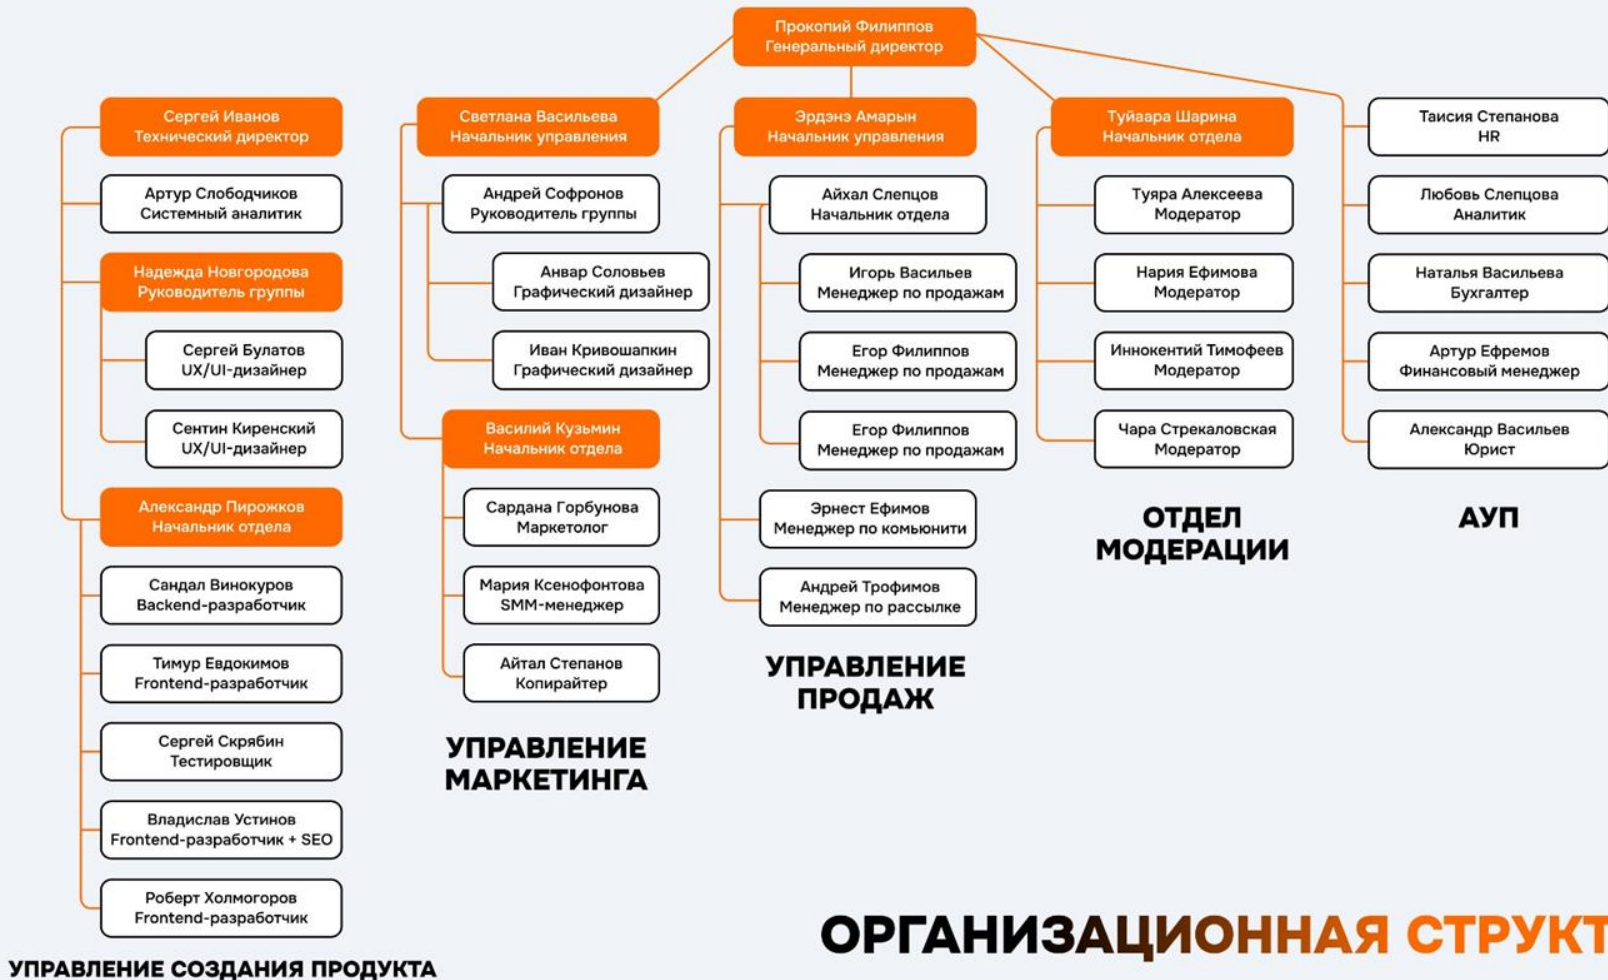 Прокопий Филиппов
Генеральный директор
Сергей Иванов
Технический директор
Артур Слободчиков
Системный аналитик
Надежда Новгородова
Руководитель группы
Сергей Булатов
UX/UI-дизайнер
Сентин Киренский
UX/UI-дизайнер
Александр Пирожков
Начальник отдела
Сандал Винокуров
Backend-разработчик
Тимур Евдокимов
Frontend-разработчик
Сергей Скрябин
Тестировщик
Владислав Устинов
Frontend-разработчик + SEO
Роберт Холмогоров
Frontend-разработчик
УПРАВЛЕНИЕ СОЗДАНИЯ ПРОДУКТА
Светлана Васильева
Начальник управления
Андрей Софронов
Руководитель группы
Анвар Соловьев
Графический дизайнер
Иван Кривошапкин
Графический дизайнер
Василий Кузьмин
Начальник отдела
Сардана Горбунова
Маркетолог
Мария Ксенофонтова
SMM-менеджер
Айтал Степанов
Копирайтер
УПРАВЛЕНИЕ
МАРКЕТИНГА
Эрдэнэ Амарын
Начальник управления
Айхал Слепцов
Начальник отдела
Игорь Васильев
Менеджер по продажам
Егор Филиппов
Менеджер по продажам
Егор Филиппов
Менеджер по продажам
Эрнест Ефимов
Менеджер по комьюнити
Андрей Трофимов
Менеджер по рассылке
УПРАВЛЕНИЕ
ПРОДАЖ
Туйаара Шарина
Начальник отдела
Туяра Алексеева
Модератор
Нария Ефимова
Модератор
Иннокентий Тимофеев
Модератор
Чара Стрекаловская
Модератор
ОТДЕЛ
МОДЕРАЦИИ
Таисия Степанова
HR
Любовь Слепцова
Аналитик
Наталья Васильева
Бухгалтер
Артур Ефремов
Финансовый менеджер
Александр Васильев
Юрист
АУП
ОРГАНИЗАЦИОННАЯ СТРУКТ